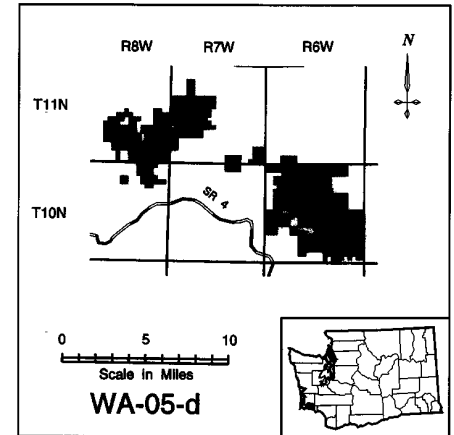 R8W R7W R6W
N
T11N
T10N
SR 4
0 5 10
Scale in Miles
WA-05-d